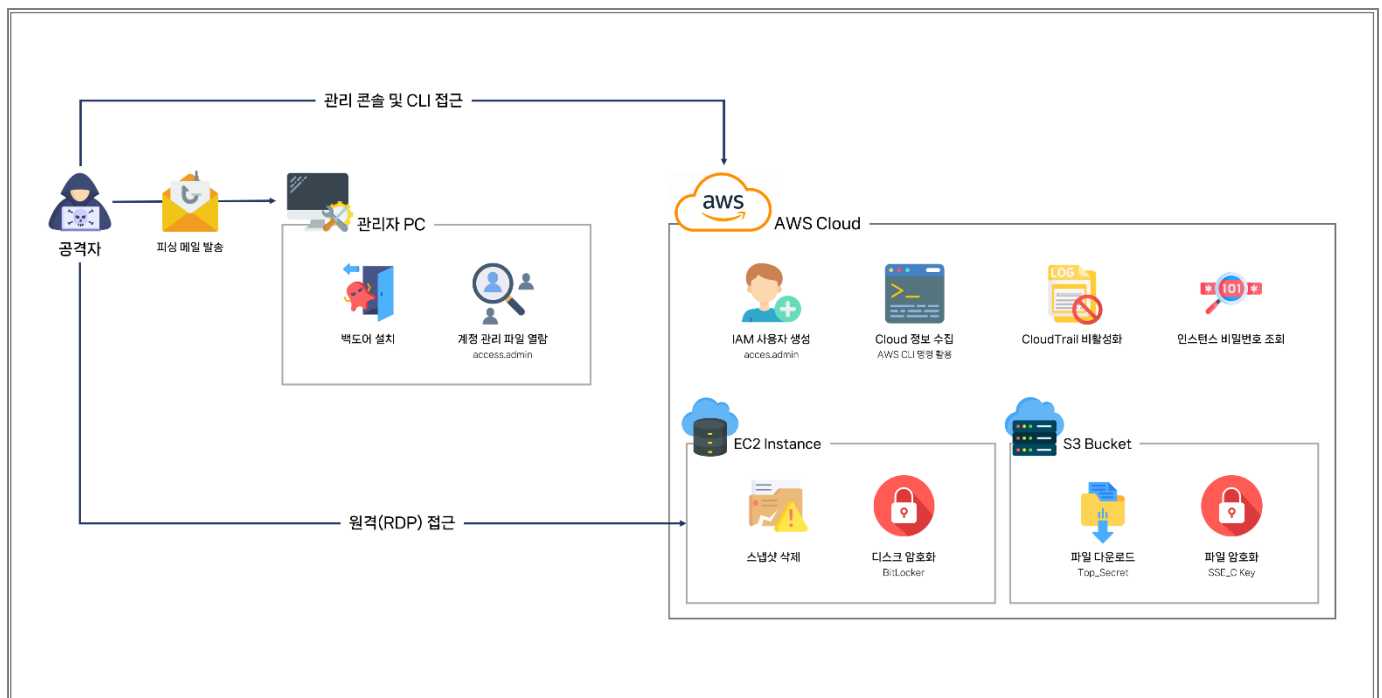 관리 콘솔 및 CLI 접근
aws
공격자
피싱 메일 발송
관리자 PC
백도어 설치
계정 관리 파일 열람
access.admin
AWS Cloud
IAM 사용자 생성
acces.admin
Cloud 정보 수집
AWS CLI 명령 활용
LOG
CloudTrail 비활성화
* 101 *
인스턴스 비밀번호 조회
원격(RDP) 접근
EC2 Instance
스냅샷 삭제
디스크 암호화
BitLocker
S3 Bucket
파일 다운로드
Top_Secret
파일 암호화
SSE_C Key